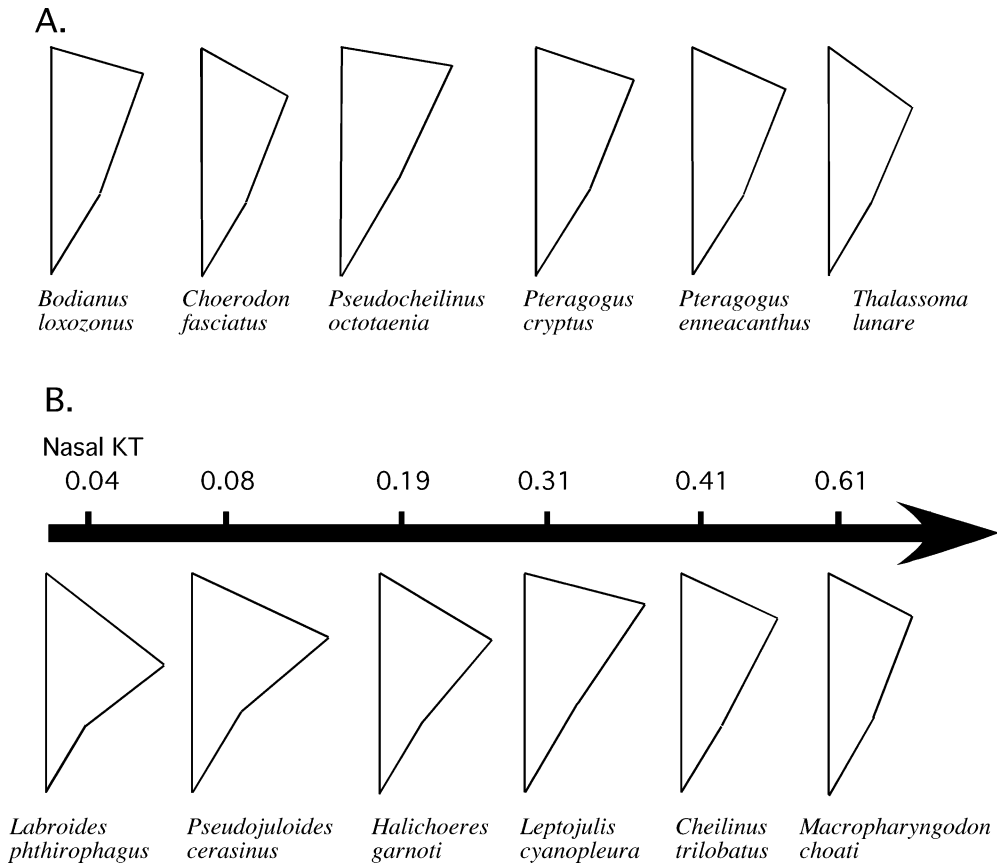 A.
Bodianus loxozonus
Choerodon fasciatus
Pseudocheilinus octotaenia
Pteragogus cryptus
Pteragogus enneacanthus
Thalassoma lunare
B.
Nasal KT
0.04 0.08 0.19 0.31 0.41 0.61
Labroides phthirophagus
Pseudojuloides cerasinus
Halichoeres garnoti
Leptojulis cyanopleura
Cheilinus trilobatus
Macropharyngodon choati